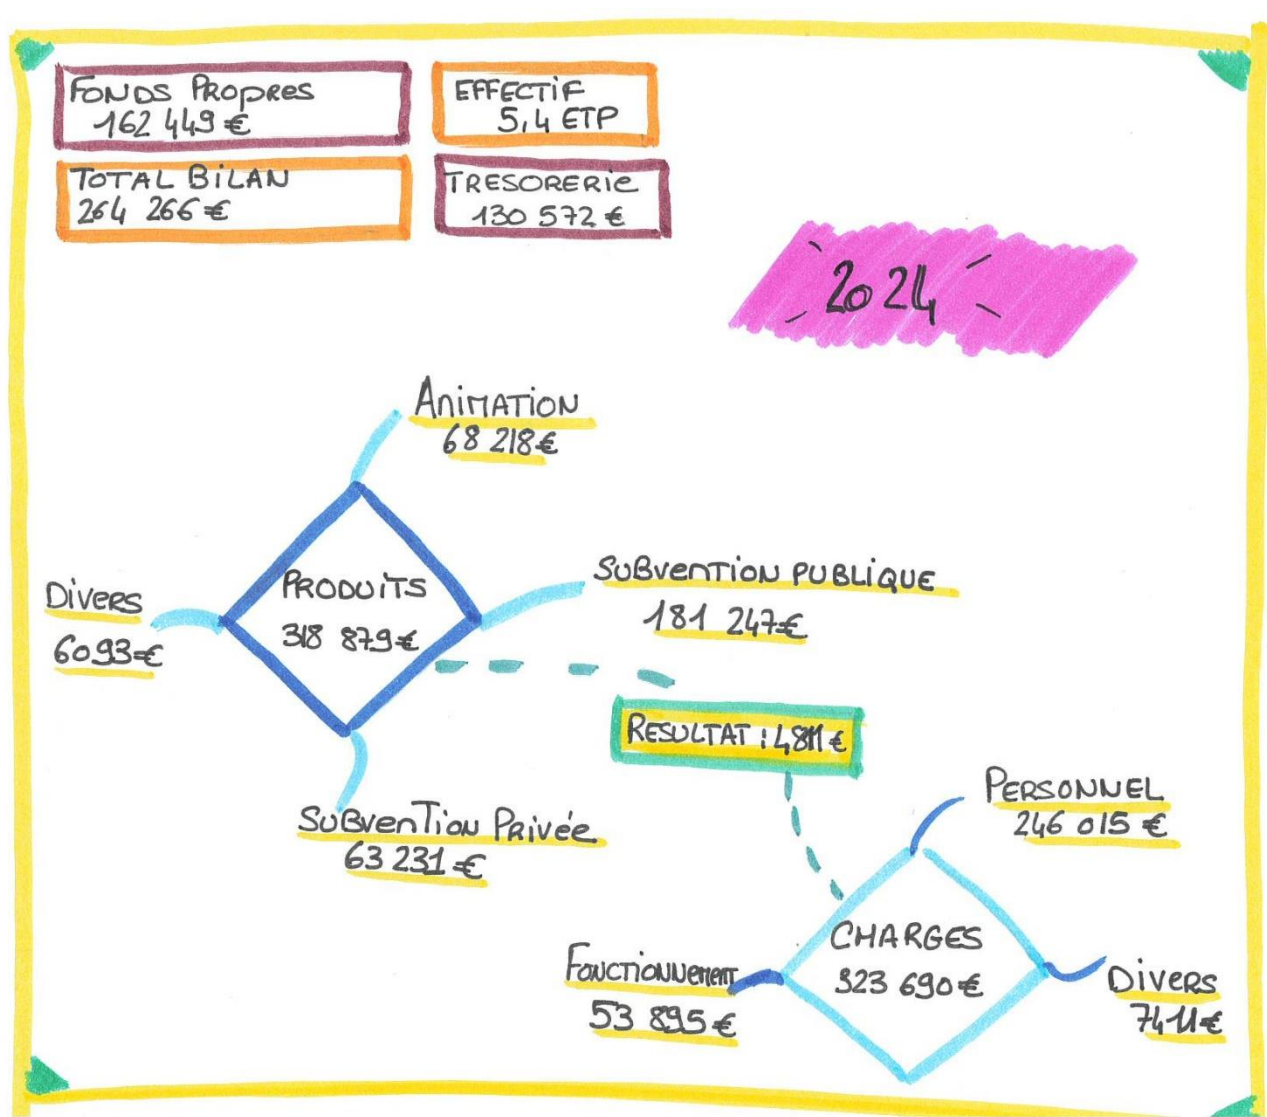 FONDS PROPRES
162 449 €
EFFECTIF
5,4 ETP
TOTAL BILAN
264 266 €
TRESORERIE
130 572 €
2024
ANIMATION
68 218 €
PRODUITS
318 879 €
DIVERS
6093 €
SUBVENTION PUBLIQUE
181 247 €
RESULTAT : 4811 €
SUBVENTION PRIVÉE
63 231 €
PERSONNEL
246 015 €
CHARGES
323 690 €
FONCTIONNEMENT
53 895 €
DIVERS
7411 €